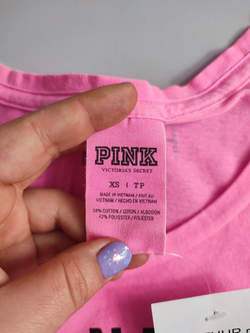 PINK
VICTORIA'S SECRET
XS | TP
MADE IN VIETNAM / FAIT AU
VIETNAM / HECHO EN VIETNAM
58% COTTON / COTON / ALGODON
42% POLYESTER / POLIESTER